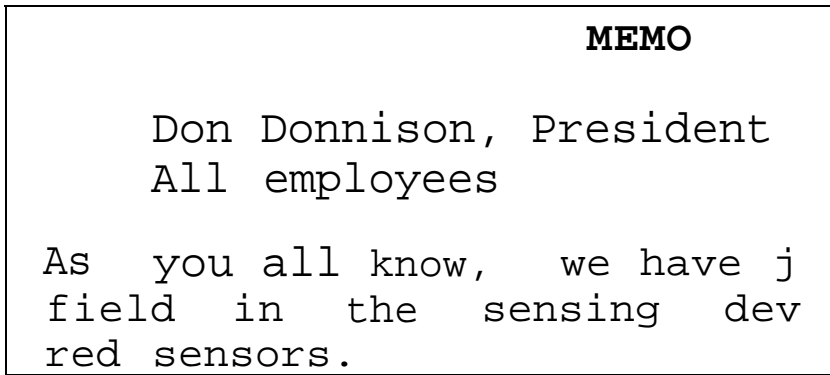 MEMO
Don Donnison, President
All employees
As you all know, we have j
field in the sensing dev
red sensors.